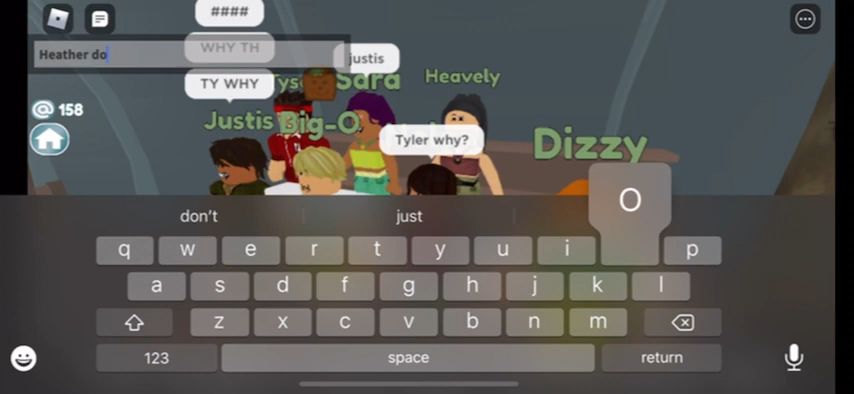 ####
Heather do
WHY TH
justis
TY WHY
Tys
Sara
Heavely
@ 158
Justis
Big-O
Tyler why?
Dizzy
don't
just
O
q w e r t y u i p
a s d f g h j k l
z x c v b n m
123
space
return